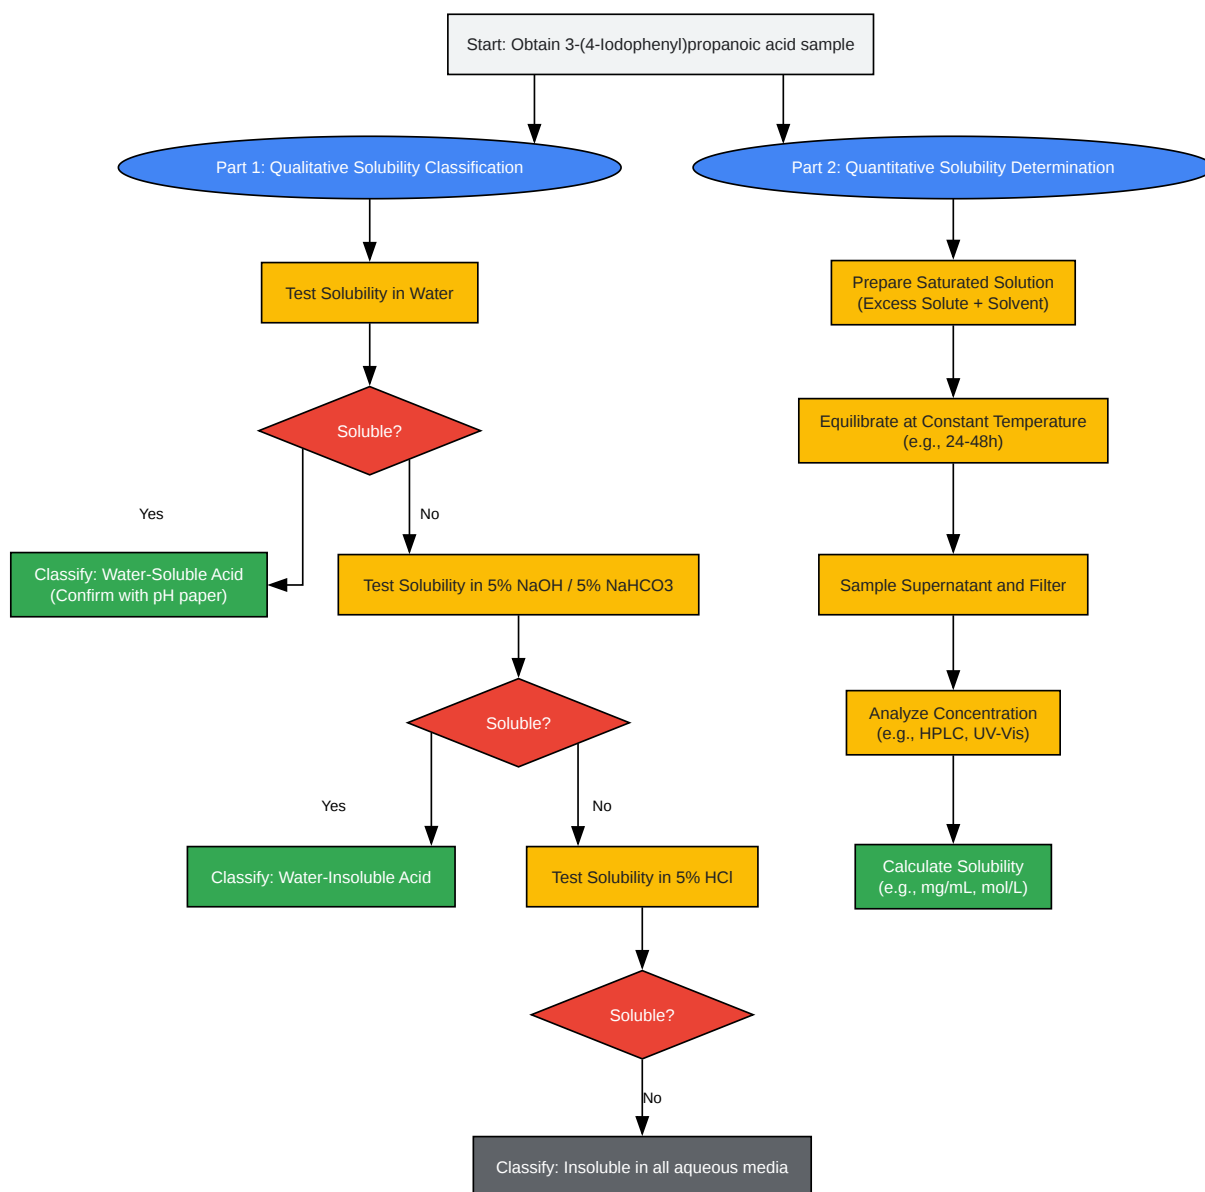 Start: Obtain 3-(4-Iodophenyl)propanoic acid sample
Part 1: Qualitative Solubility Classification
Part 2: Quantitative Solubility Determination
Test Solubility in Water
Prepare Saturated Solution
(Excess Solute + Solvent)
Soluble?
Equilibrate at Constant Temperature
(e.g., 24-48h)
Yes
No
Classify: Water-Soluble Acid
(Confirm with pH paper)
Test Solubility in 5% NaOH / 5% NaHCO3
Sample Supernatant and Filter
Soluble?
Analyze Concentration
(e.g., HPLC, UV-Vis)
Yes
No
Classify: Water-Insoluble Acid
Test Solubility in 5% HCl
Calculate Solubility
(e.g., mg/mL, mol/L)
Soluble?
No
Classify: Insoluble in all aqueous media